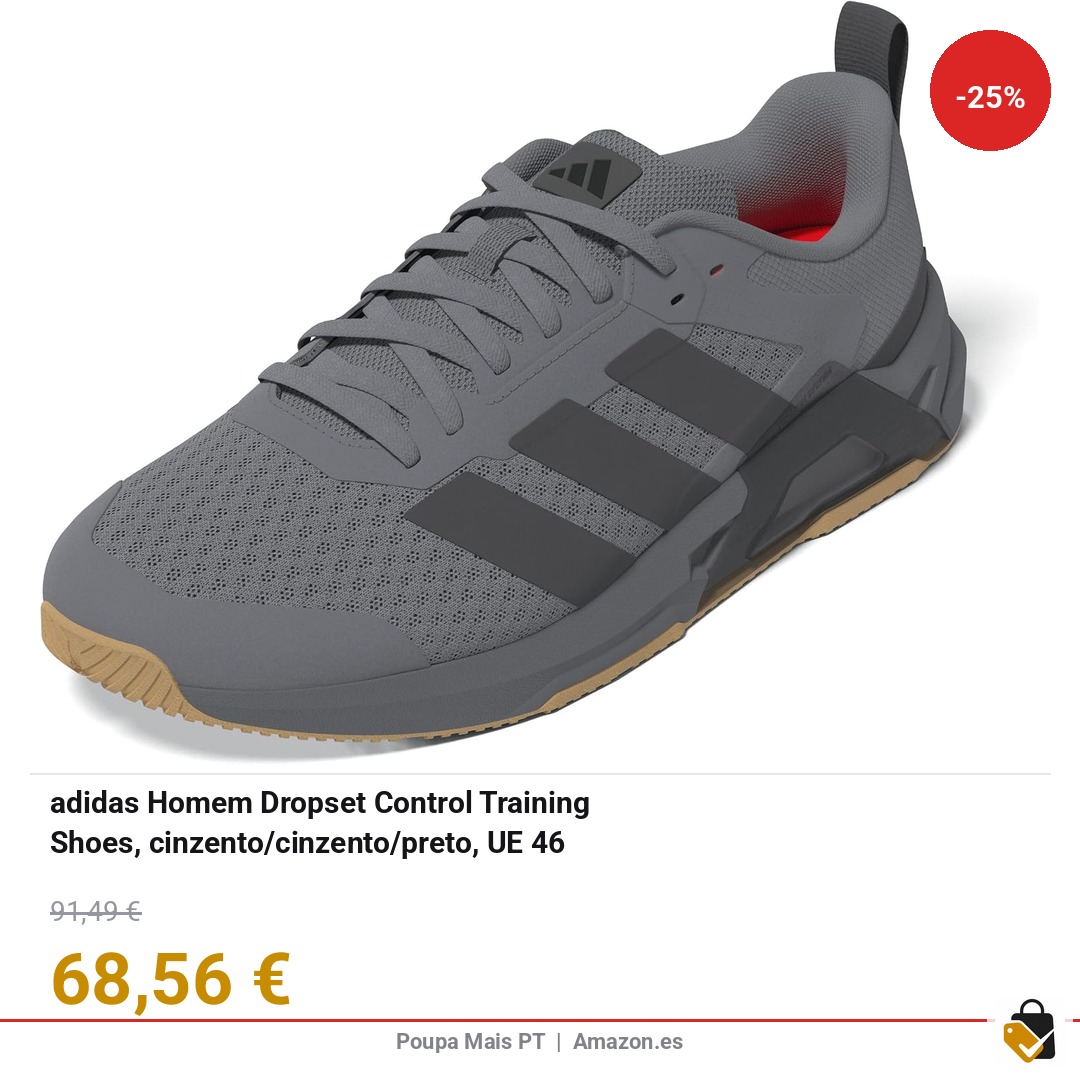 -25%
adidas Homem Dropset Control Training
Shoes, cinzento/cinzento/preto, UE 46
91,49 €
68,56 €
Poupa Mais PT | Amazon.es